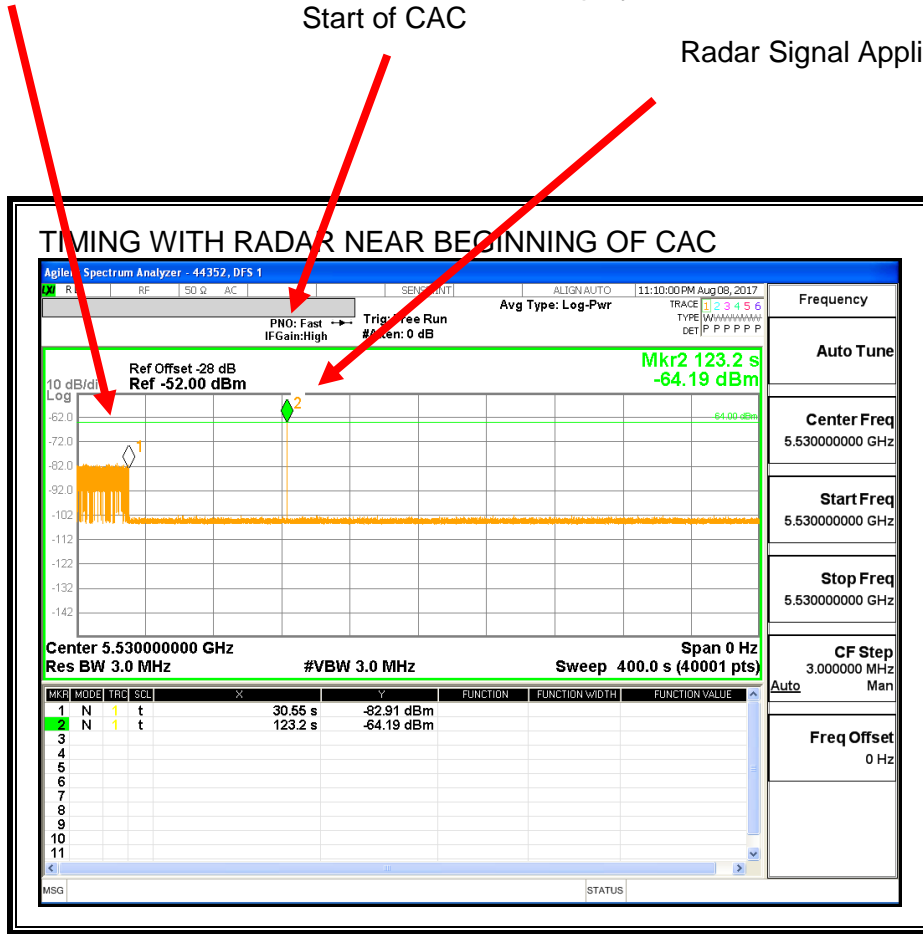 Start of CAC
Radar Signal Appli
TIMING WITH RADAR NEAR BEGINNING OF CAC
Spectrum Analyzer - 44352, DFS 1
LXI RF 50 Ω AC ALIGN AUTO 11:10:00 PM Aug 08, 2017
Frequency
PNO: Fast
IFGain:High
Trig: Free Run
#Atten: 0 dB
Avg Type: Log-Pwr
TRACE 1 2 3 4 5 6
TYPE WWWWWW
DET P P P P P P
Auto Tune
Mkr2 123.2 s
-64.19 dBm
Ref Offset -28 dB
Ref -52.00 dBm
10 dB/di
Log
-62.0
-72.0
-82.0
-92.0
-102
-112
-122
-132
-142
1
2
Center Freq
5.530000000 GHz
Start Freq
5.530000000 GHz
Stop Freq
5.530000000 GHz
CF Step
3.000000 MHz
Auto Man
Freq Offset
0 Hz
Center 5.530000000 GHz Span 0 Hz
Res BW 3.0 MHz #VBW 3.0 MHz Sweep 400.0 s (40001 pts)
MKR MODE TRC SCL X Y FUNCTION FUNCTION WIDTH FUNCTION VALUE
1 N 1 t 30.55 s -82.91 dBm
2 N 1 t 123.2 s -64.19 dBm
3
4
5
6
7
8
9
10
11
MSG STATUS